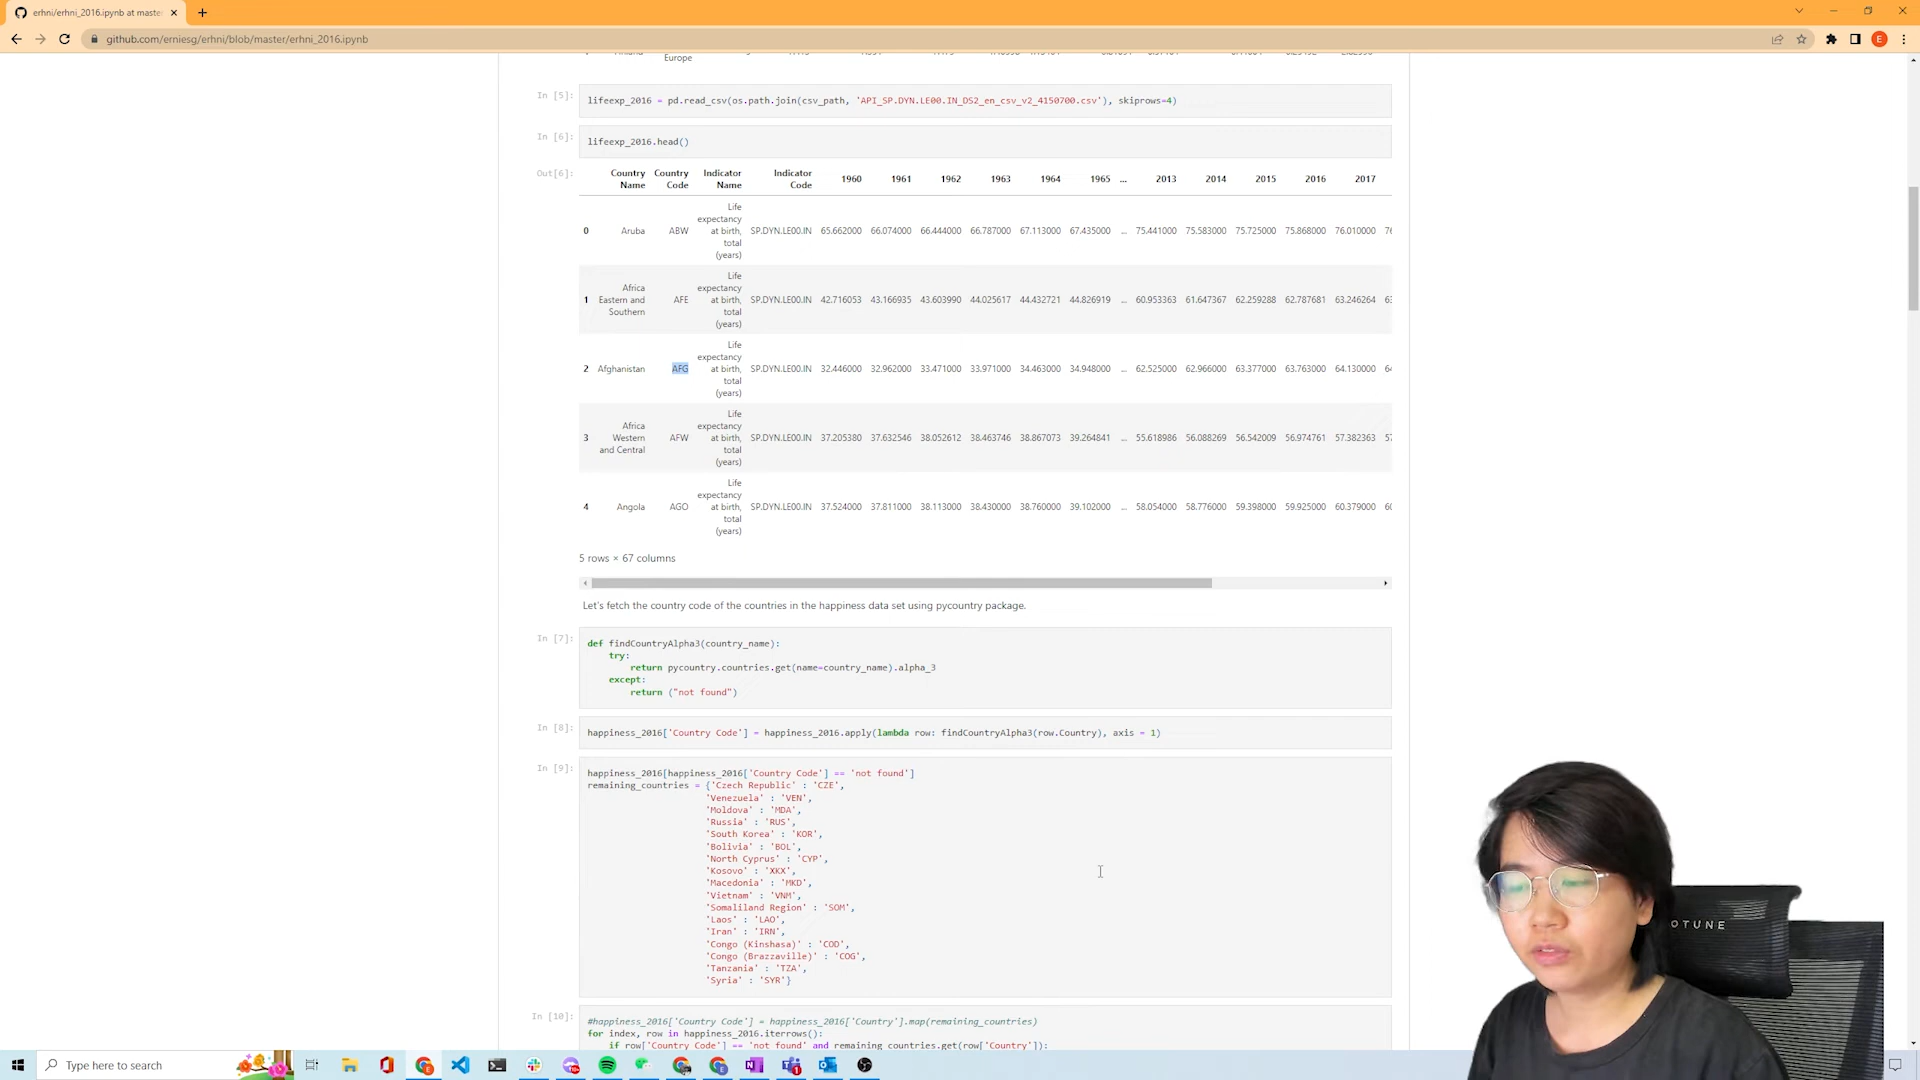 erhni/erhni_2016.ipynb at maste
github.com/erniesg/erhni/blob/master/erhni_2016.ipynb
E
Europe
In [5]:
lifeexp_2016 = pd.read_csv(os.path.join(csv_path, 'API_SP.DYN.LE00.IN_DS2_en_csv_v2_4150700.csv'), skiprows=4)
In [6]:
lifeexp_2016.head()
Out[6]:
Country Name Country Code Indicator Name Indicator Code 1960 1961 1962 1963 1964 1965 ... 2013 2014 2015 2016 2017
0 Aruba ABW Life expectancy at birth, total (years) SP.DYN.LE00.IN 65.662000 66.074000 66.444000 66.787000 67.113000 67.435000 ... 75.441000 75.583000 75.725000 75.868000 76.010000 76
1 Africa Eastern and Southern AFE Life expectancy at birth, total (years) SP.DYN.LE00.IN 42.716053 43.166935 43.603990 44.025617 44.432721 44.826919 ... 60.953363 61.647367 62.259288 62.787681 63.246264 63
2 Afghanistan AFG Life expectancy at birth, total (years) SP.DYN.LE00.IN 32.446000 32.962000 33.471000 33.971000 34.463000 34.948000 ... 62.525000 62.966000 63.377000 63.763000 64.130000 64
3 Africa Western and Central AFW Life expectancy at birth, total (years) SP.DYN.LE00.IN 37.205380 37.632546 38.052612 38.463746 38.867073 39.264841 ... 55.618986 56.088269 56.542009 56.974761 57.382363 57
4 Angola AGO Life expectancy at birth, total (years) SP.DYN.LE00.IN 37.524000 37.811000 38.113000 38.430000 38.760000 39.102000 ... 58.054000 58.776000 59.398000 59.925000 60.379000 60
5 rows × 67 columns
Let's fetch the country code of the countries in the happiness data set using pycountry package.
In [7]:
def findCountryAlpha3(country_name):
try:
return pycountry.countries.get(name=country_name).alpha_3
except:
return ("not found")
In [8]:
happiness_2016['Country Code'] = happiness_2016.apply(lambda row: findCountryAlpha3(row.Country), axis = 1)
In [9]:
happiness_2016[happiness_2016['Country Code'] == 'not found']
remaining_countries = {'Czech Republic' : 'CZE',
'Venezuela' : 'VEN',
'Moldova' : 'MDA',
'Russia' : 'RUS',
'South Korea' : 'KOR',
'Bolivia' : 'BOL',
'North Cyprus' : 'CYP',
'Kosovo' : 'XKX',
'Macedonia' : 'MKD',
'Vietnam' : 'VNM',
'Somaliland Region' : 'SOM',
'Laos' : 'LAO',
'Iran' : 'IRN',
'Congo (Kinshasa)' : 'COD',
'Congo (Brazzaville)' : 'COG',
'Tanzania' : 'TZA',
'Syria' : 'SYR'}
In [10]:
#happiness_2016['Country Code'] = happiness_2016['Country'].map(remaining_countries)
for index, row in happiness_2016.iterrows():
if row['Country Code'] == 'not found' and remaining_countries.get(row['Country']):
OTUNE
Type here to search